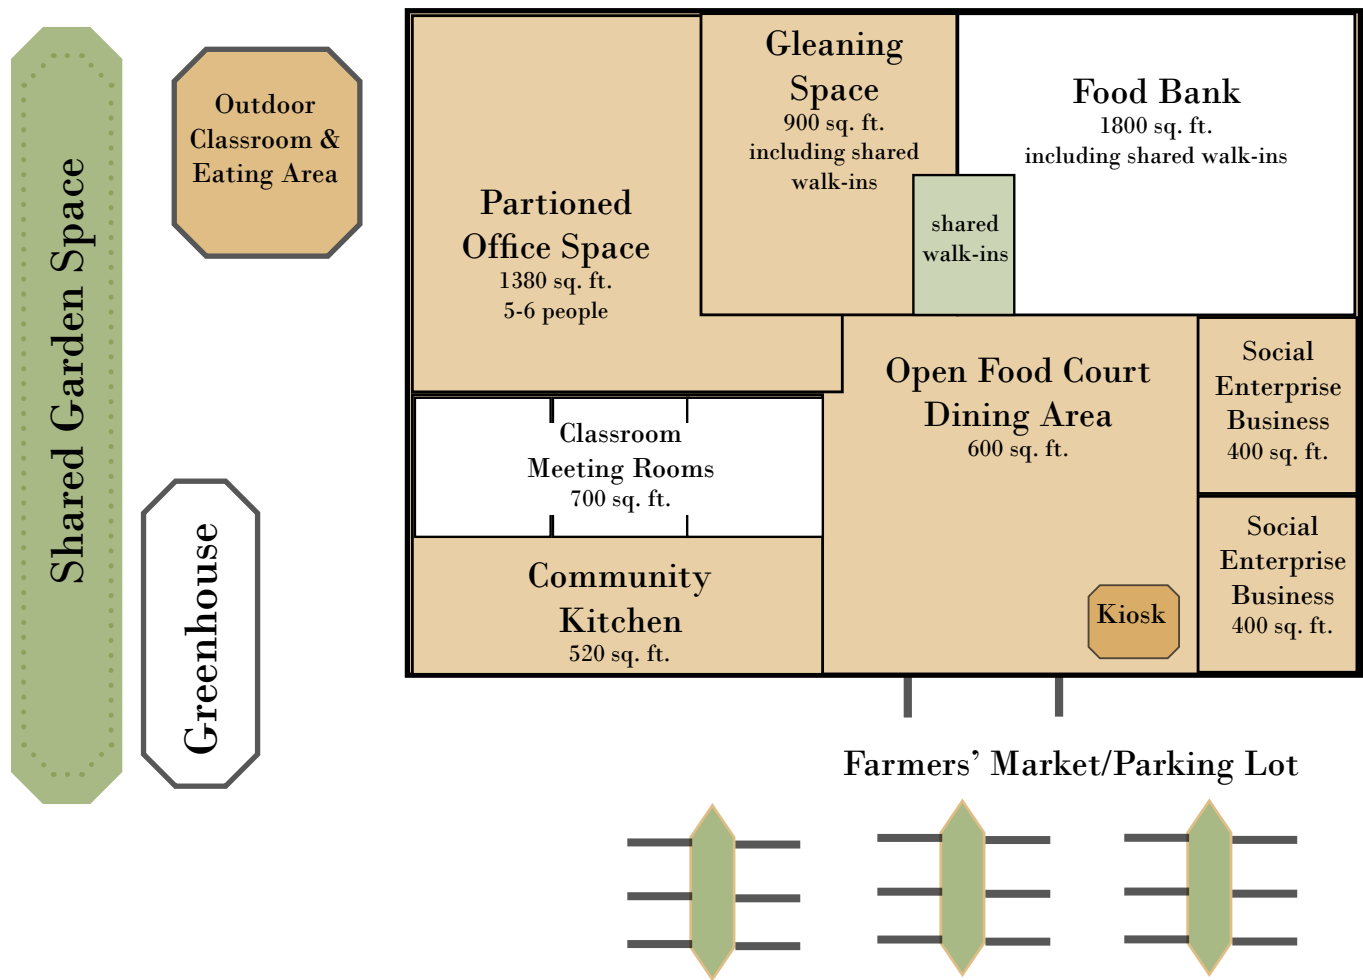 Shared Garden Space
Outdoor
Classroom &
Eating Area
Greenhouse
Partioned
Office Space
1380 sq. ft.
5-6 people
Gleaning
Space
900 sq. ft.
including shared
walk-ins
Food Bank
1800 sq. ft.
including shared walk-ins
shared
walk-ins
Classroom
Meeting Rooms
700 sq. ft.
Community
Kitchen
520 sq. ft.
Open Food Court
Dining Area
600 sq. ft.
Kiosk
Social
Enterprise
Business
400 sq. ft.
Social
Enterprise
Business
400 sq. ft.
Farmers’ Market/Parking Lot